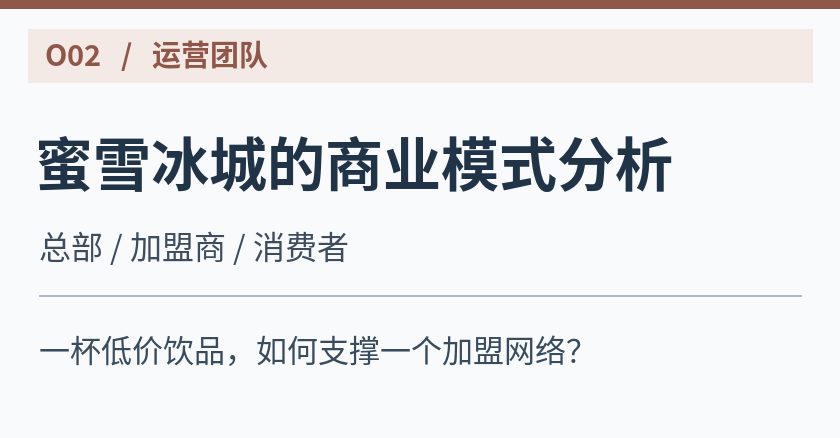 O02 / 运营团队
蜜雪冰城的商业模式分析
总部 / 加盟商 / 消费者
一杯低价饮品，如何支撑一个加盟网络？